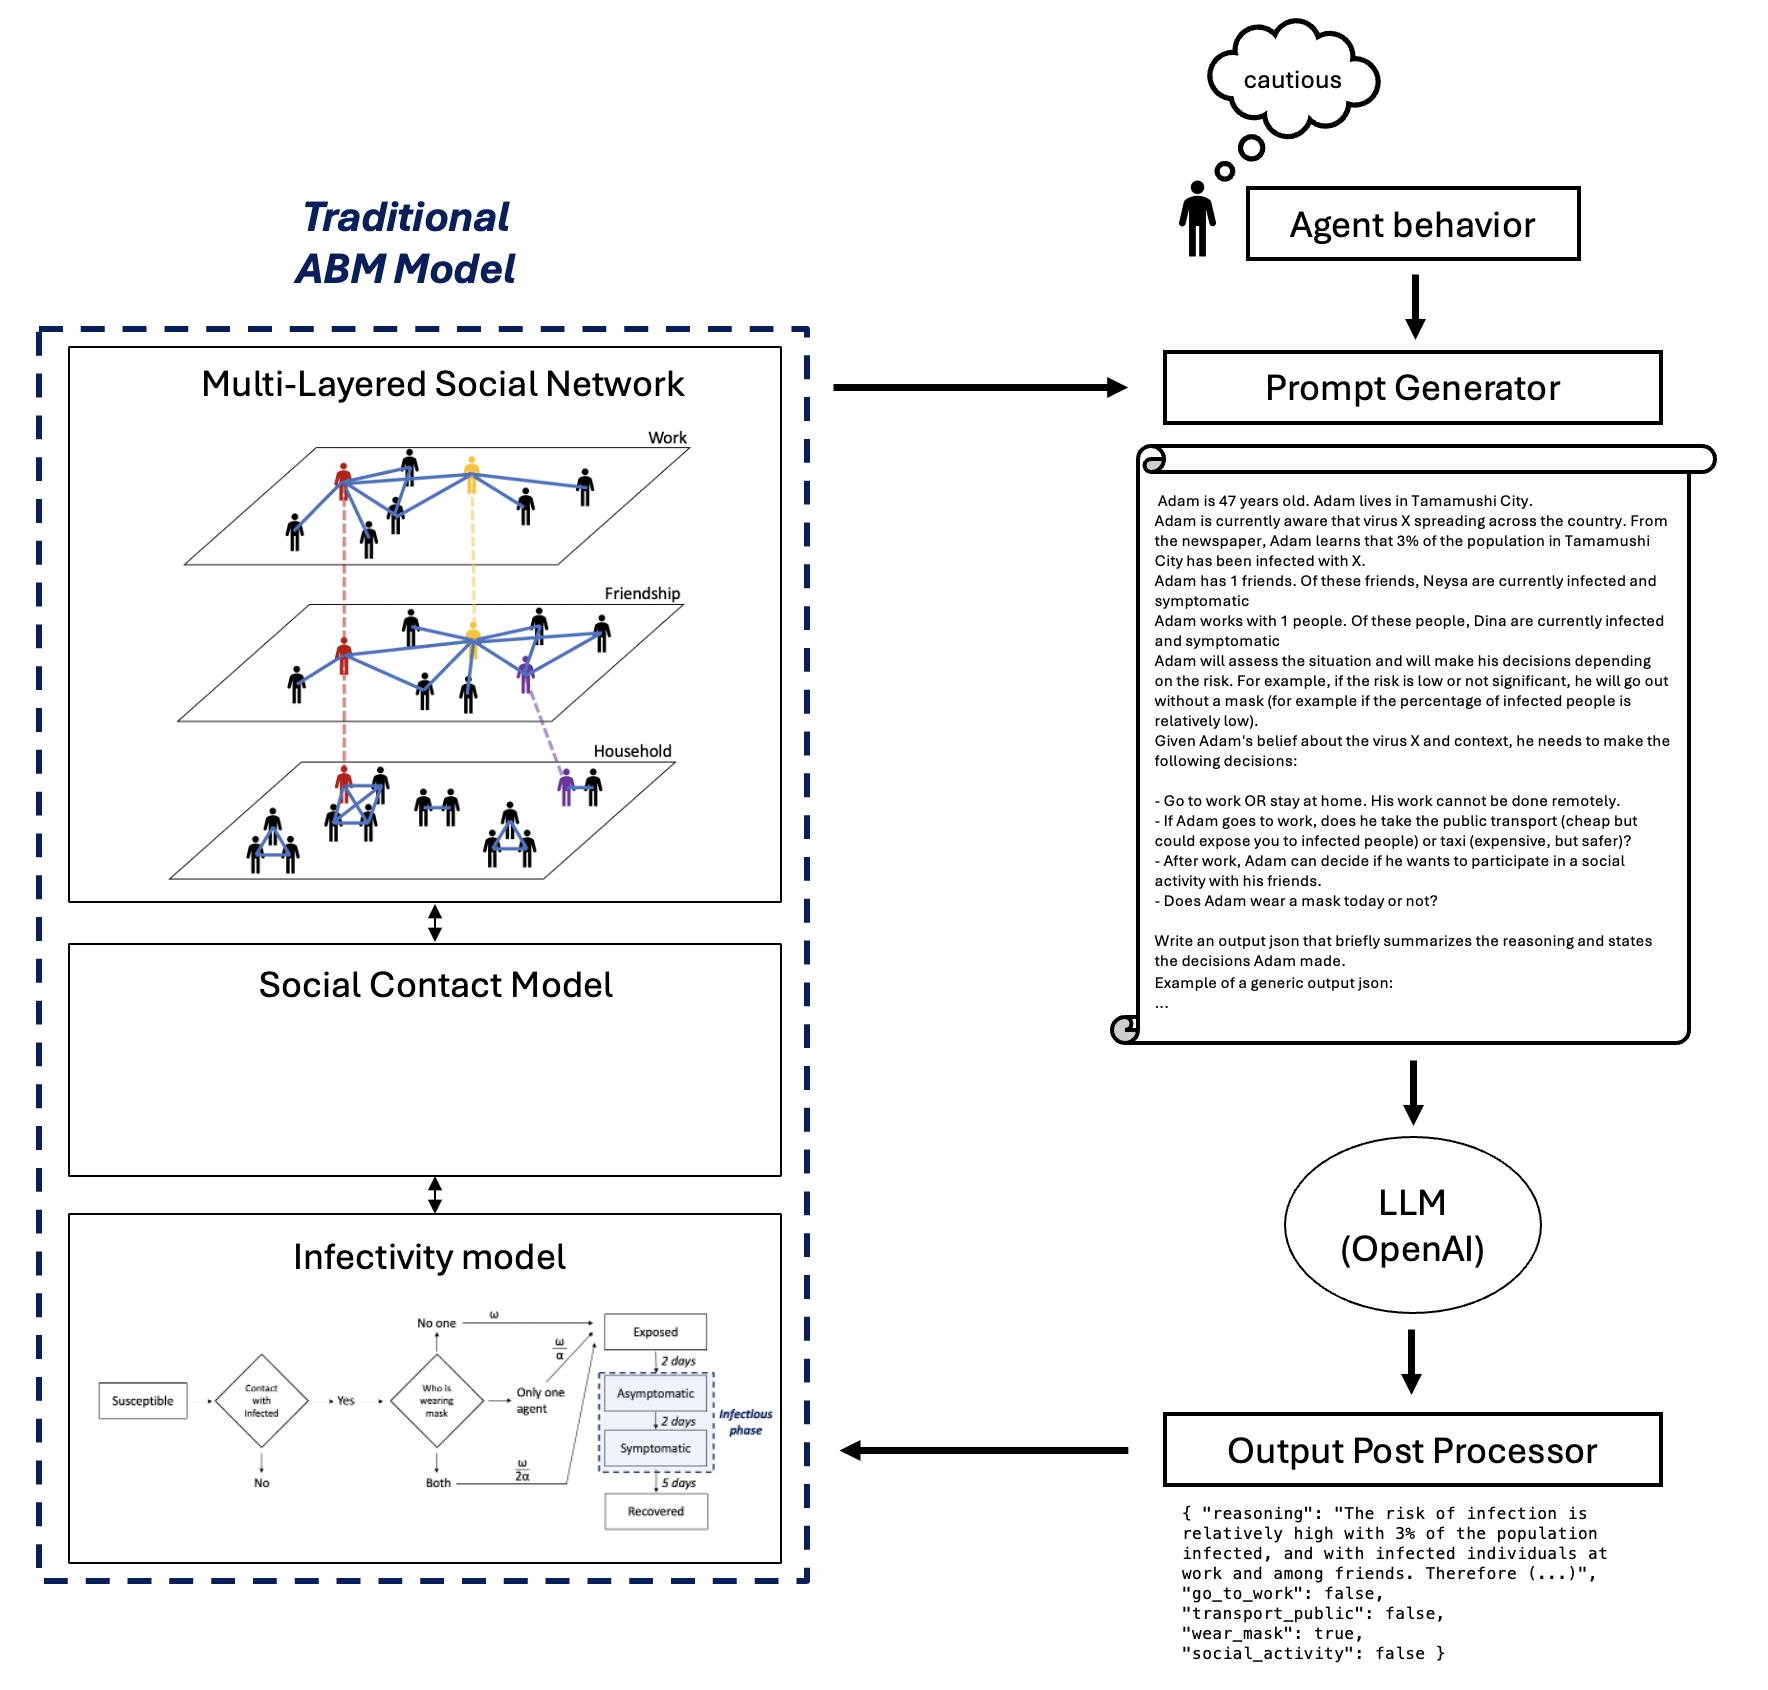 cautious
Agent behavior
Traditional
ABM Model
Multi-Layered Social Network
Work
Friendship
Household
Social Contact Model
Infectivity model
Susceptible
Contact
with
Infected
No
Yes
Who is
wearing
mask
No one
ω
ω
α
Only one
agent
Both
ω
2α
Exposed
2 days
Asymptomatic
2 days
Symptomatic
Infectious
phase
5 days
Recovered
Prompt Generator
Adam is 47 years old. Adam lives in Tamamushi City.
Adam is currently aware that virus X spreading across the country. From
the newspaper, Adam learns that 3% of the population in Tamamushi
City has been infected with X.
Adam has 1 friends. Of these friends, Neysa are currently infected and
symptomatic
Adam works with 1 people. Of these people, Dina are currently infected
and symptomatic
Adam will assess the situation and will make his decisions depending
on the risk. For example, if the risk is low or not significant, he will go out
without a mask (for example if the percentage of infected people is
relatively low).
Given Adam's belief about the virus X and context, he needs to make the
following decisions:
- Go to work OR stay at home. His work cannot be done remotely.
- If Adam goes to work, does he take the public transport (cheap but
could expose you to infected people) or taxi (expensive, but safer)?
- After work, Adam can decide if he wants to participate in a social
activity with his friends.
- Does Adam wear a mask today or not?
Write an output json that briefly summarizes the reasoning and states
the decisions Adam made.
Example of a generic output json:
...
LLM
(OpenAI)
Output Post Processor
{ "reasoning": "The risk of infection is
relatively high with 3% of the population
infected, and with infected individuals at
work and among friends. Therefore (...)",
"go_to_work": false,
"transport_public": false,
"wear_mask": true,
"social_activity": false }